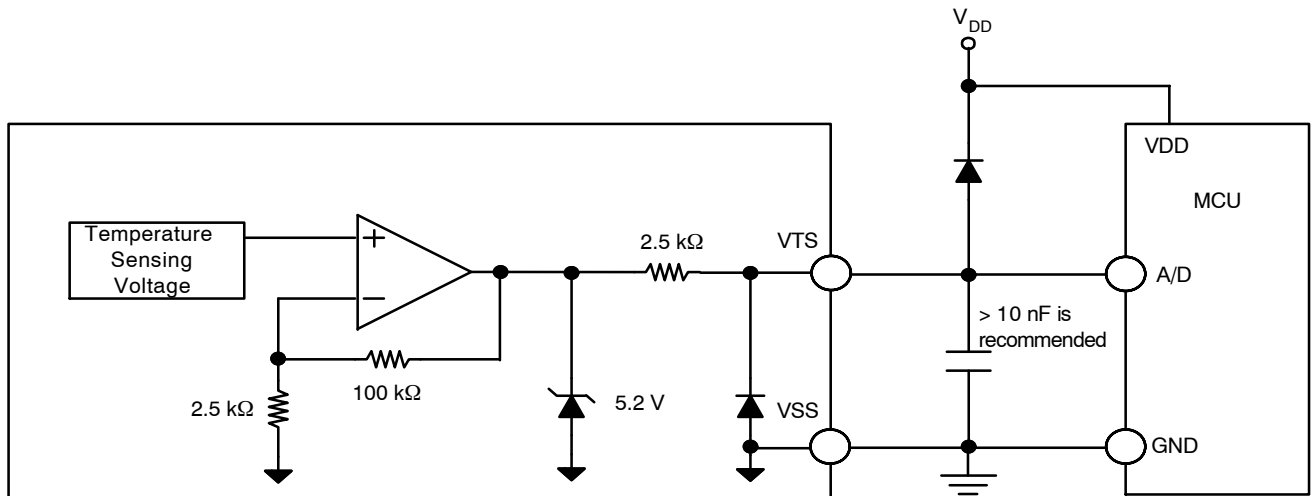 V_DD
VDD
MCU
Temperature
Sensing
Voltage
+
−
2.5 kΩ
VTS
A/D
> 10 nF is
recommended
100 kΩ
2.5 kΩ
5.2 V
VSS
GND